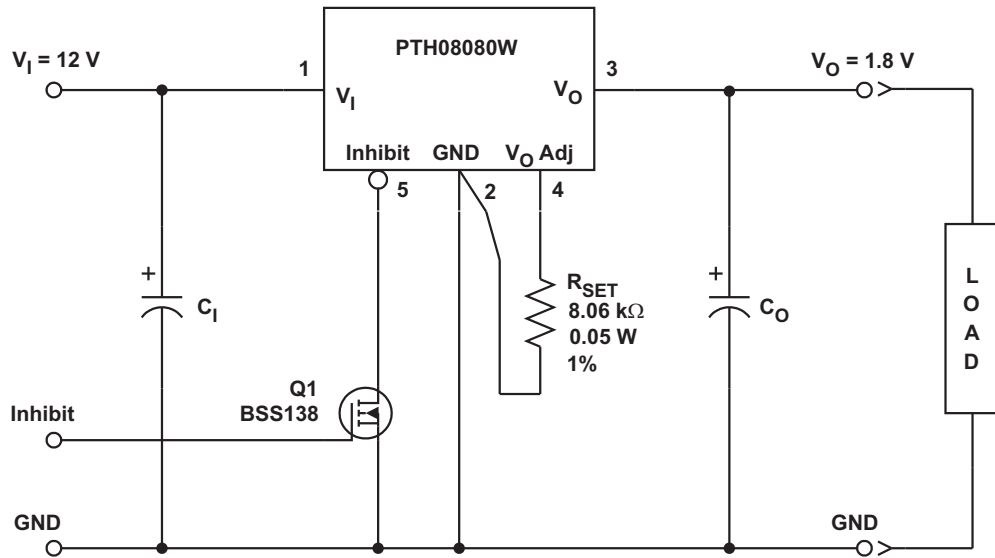 PTH08080W
V_I = 12 V
1
3
V_O = 1.8 V
V_I
V_O
Inhibit
GND
V_O Adj
5
2
4
+
C_I
R_SET
8.06 kΩ
0.05 W
1%
+
C_O
LOAD
Q1
BSS138
Inhibit
GND
GND